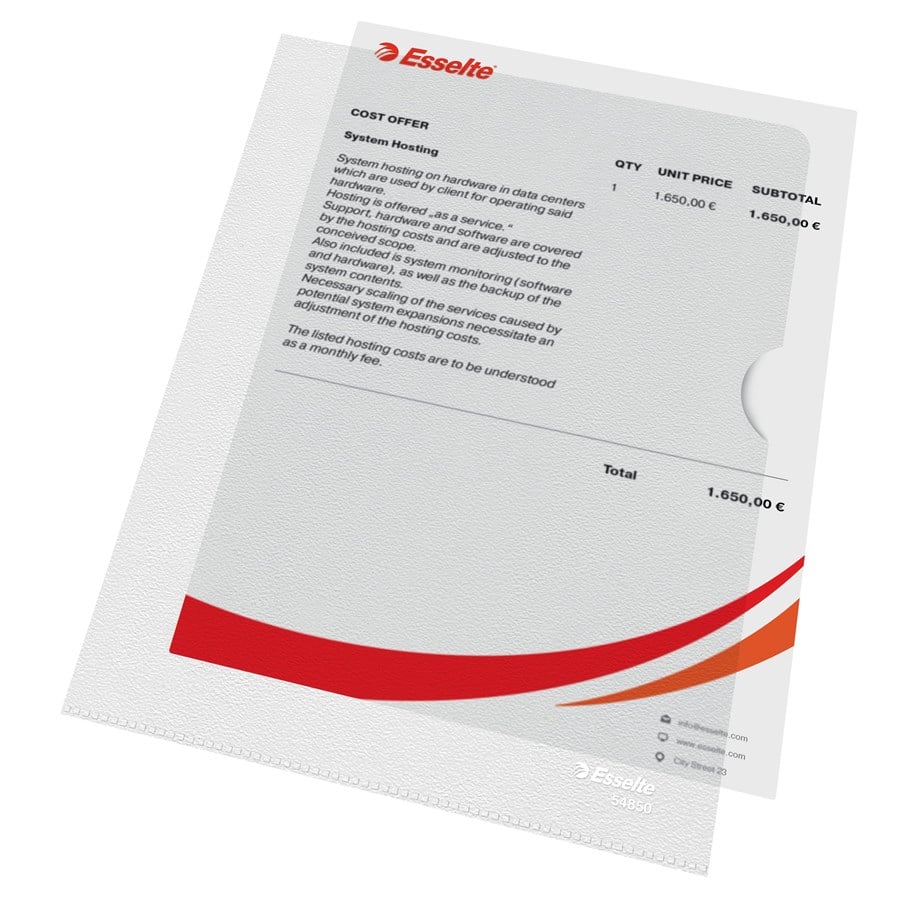 Esselte
COST OFFER
System Hosting
QTY UNIT PRICE SUBTOTAL
1 1.650,00 € 1.650,00 €
System hosting on hardware in data centers
which are used by client for operating said
hardware.
Hosting is offered „as a service.“
Support, hardware and software are covered
by the hosting costs and are adjusted to the
conceived scope.
Also included is system monitoring (software
and hardware), as well as the backup of the
system contents.
Necessary scaling of the services caused by
potential system expansions necessitate an
adjustment of the hosting costs.
The listed hosting costs are to be understood
as a monthly fee.
Total 1.650,00 €
info@esselte.com
www.esselte.com
City Street 23
Esselte
54850